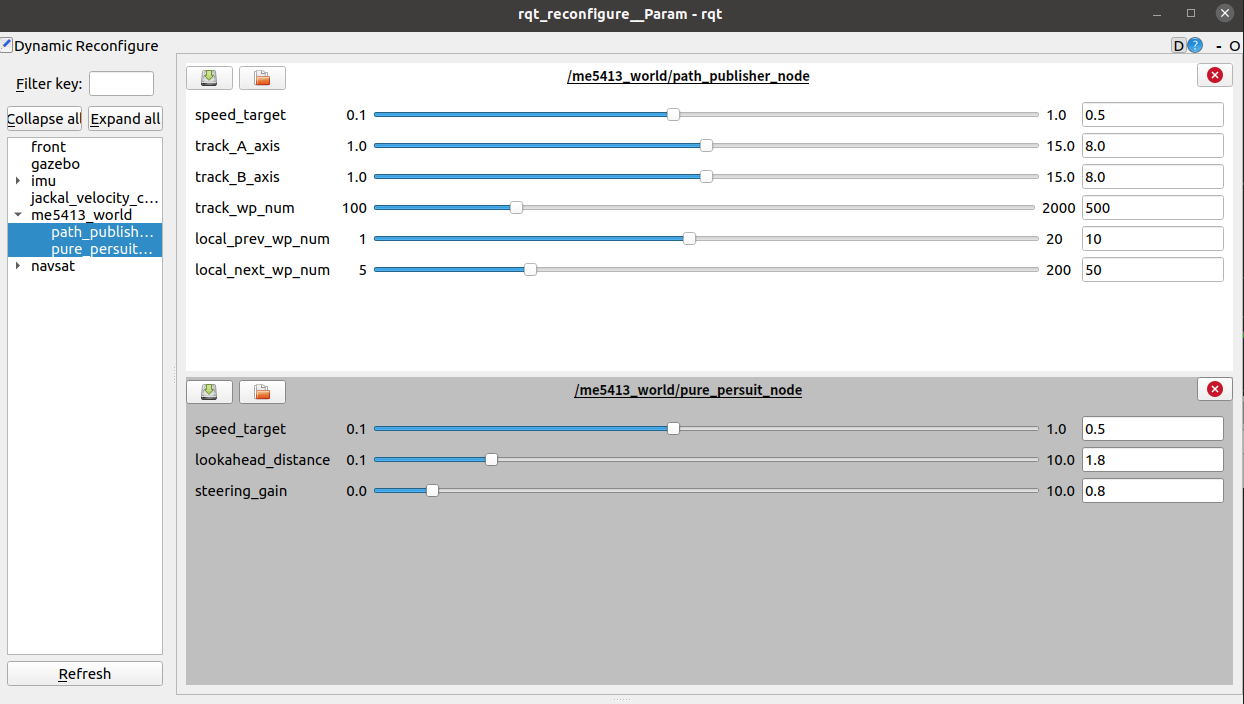 rqt_reconfigure__Param - rqt
Dynamic Reconfigure
D ? - O
Filter key:
Collapse all Expand all
front
gazebo
imu
jackal_velocity_c...
me5413_world
path_publish...
pure_persuit...
navsat
Refresh
/me5413_world/path_publisher_node
speed_target 0.1 1.0 0.5
track_A_axis 1.0 15.0 8.0
track_B_axis 1.0 15.0 8.0
track_wp_num 100 2000 500
local_prev_wp_num 1 20 10
local_next_wp_num 5 200 50
/me5413_world/pure_persuit_node
speed_target 0.1 1.0 0.5
lookahead_distance 0.1 10.0 1.8
steering_gain 0.0 10.0 0.8